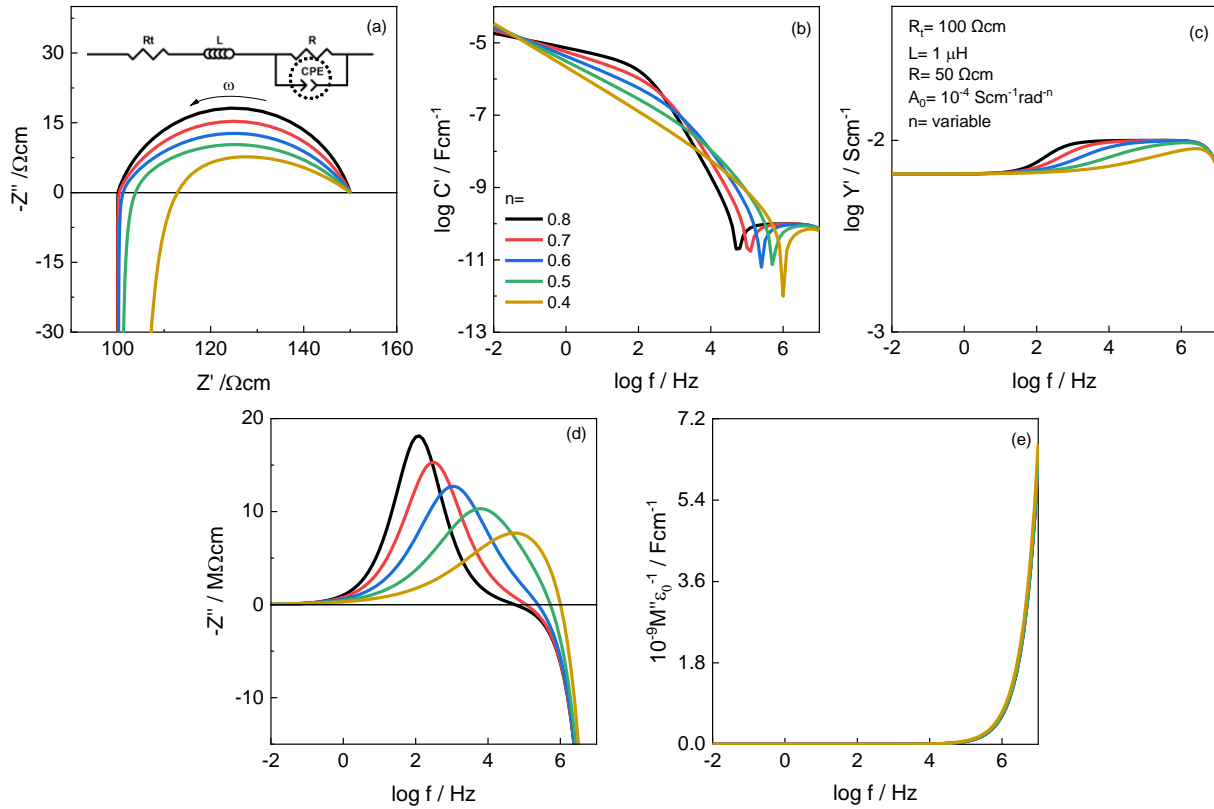 (a)
Rt
L
R
CPE
ω
30
15
0
-15
-30
-Z'' /Ωcm
100
120
140
160
Z' /Ωcm
(b)
-5
-7
-9
-11
-13
log C' / Fcm⁻¹
n=
0.8
0.7
0.6
0.5
0.4
-2
0
2
4
6
log f / Hz
(c)
Rₜ= 100 Ωcm
L= 1 μH
R= 50 Ωcm
A₀= 10⁻⁴ Scm⁻¹rad⁻ⁿ
n= variable
-2
-3
log Y' / Scm⁻¹
-2
0
2
4
6
log f / Hz
(d)
20
10
0
-10
-Z'' / MΩcm
-2
0
2
4
6
log f / Hz
(e)
7.2
5.4
3.6
1.8
0.0
10⁻⁹M''ε₀⁻¹ / Fcm⁻¹
-2
0
2
4
6
log f / Hz